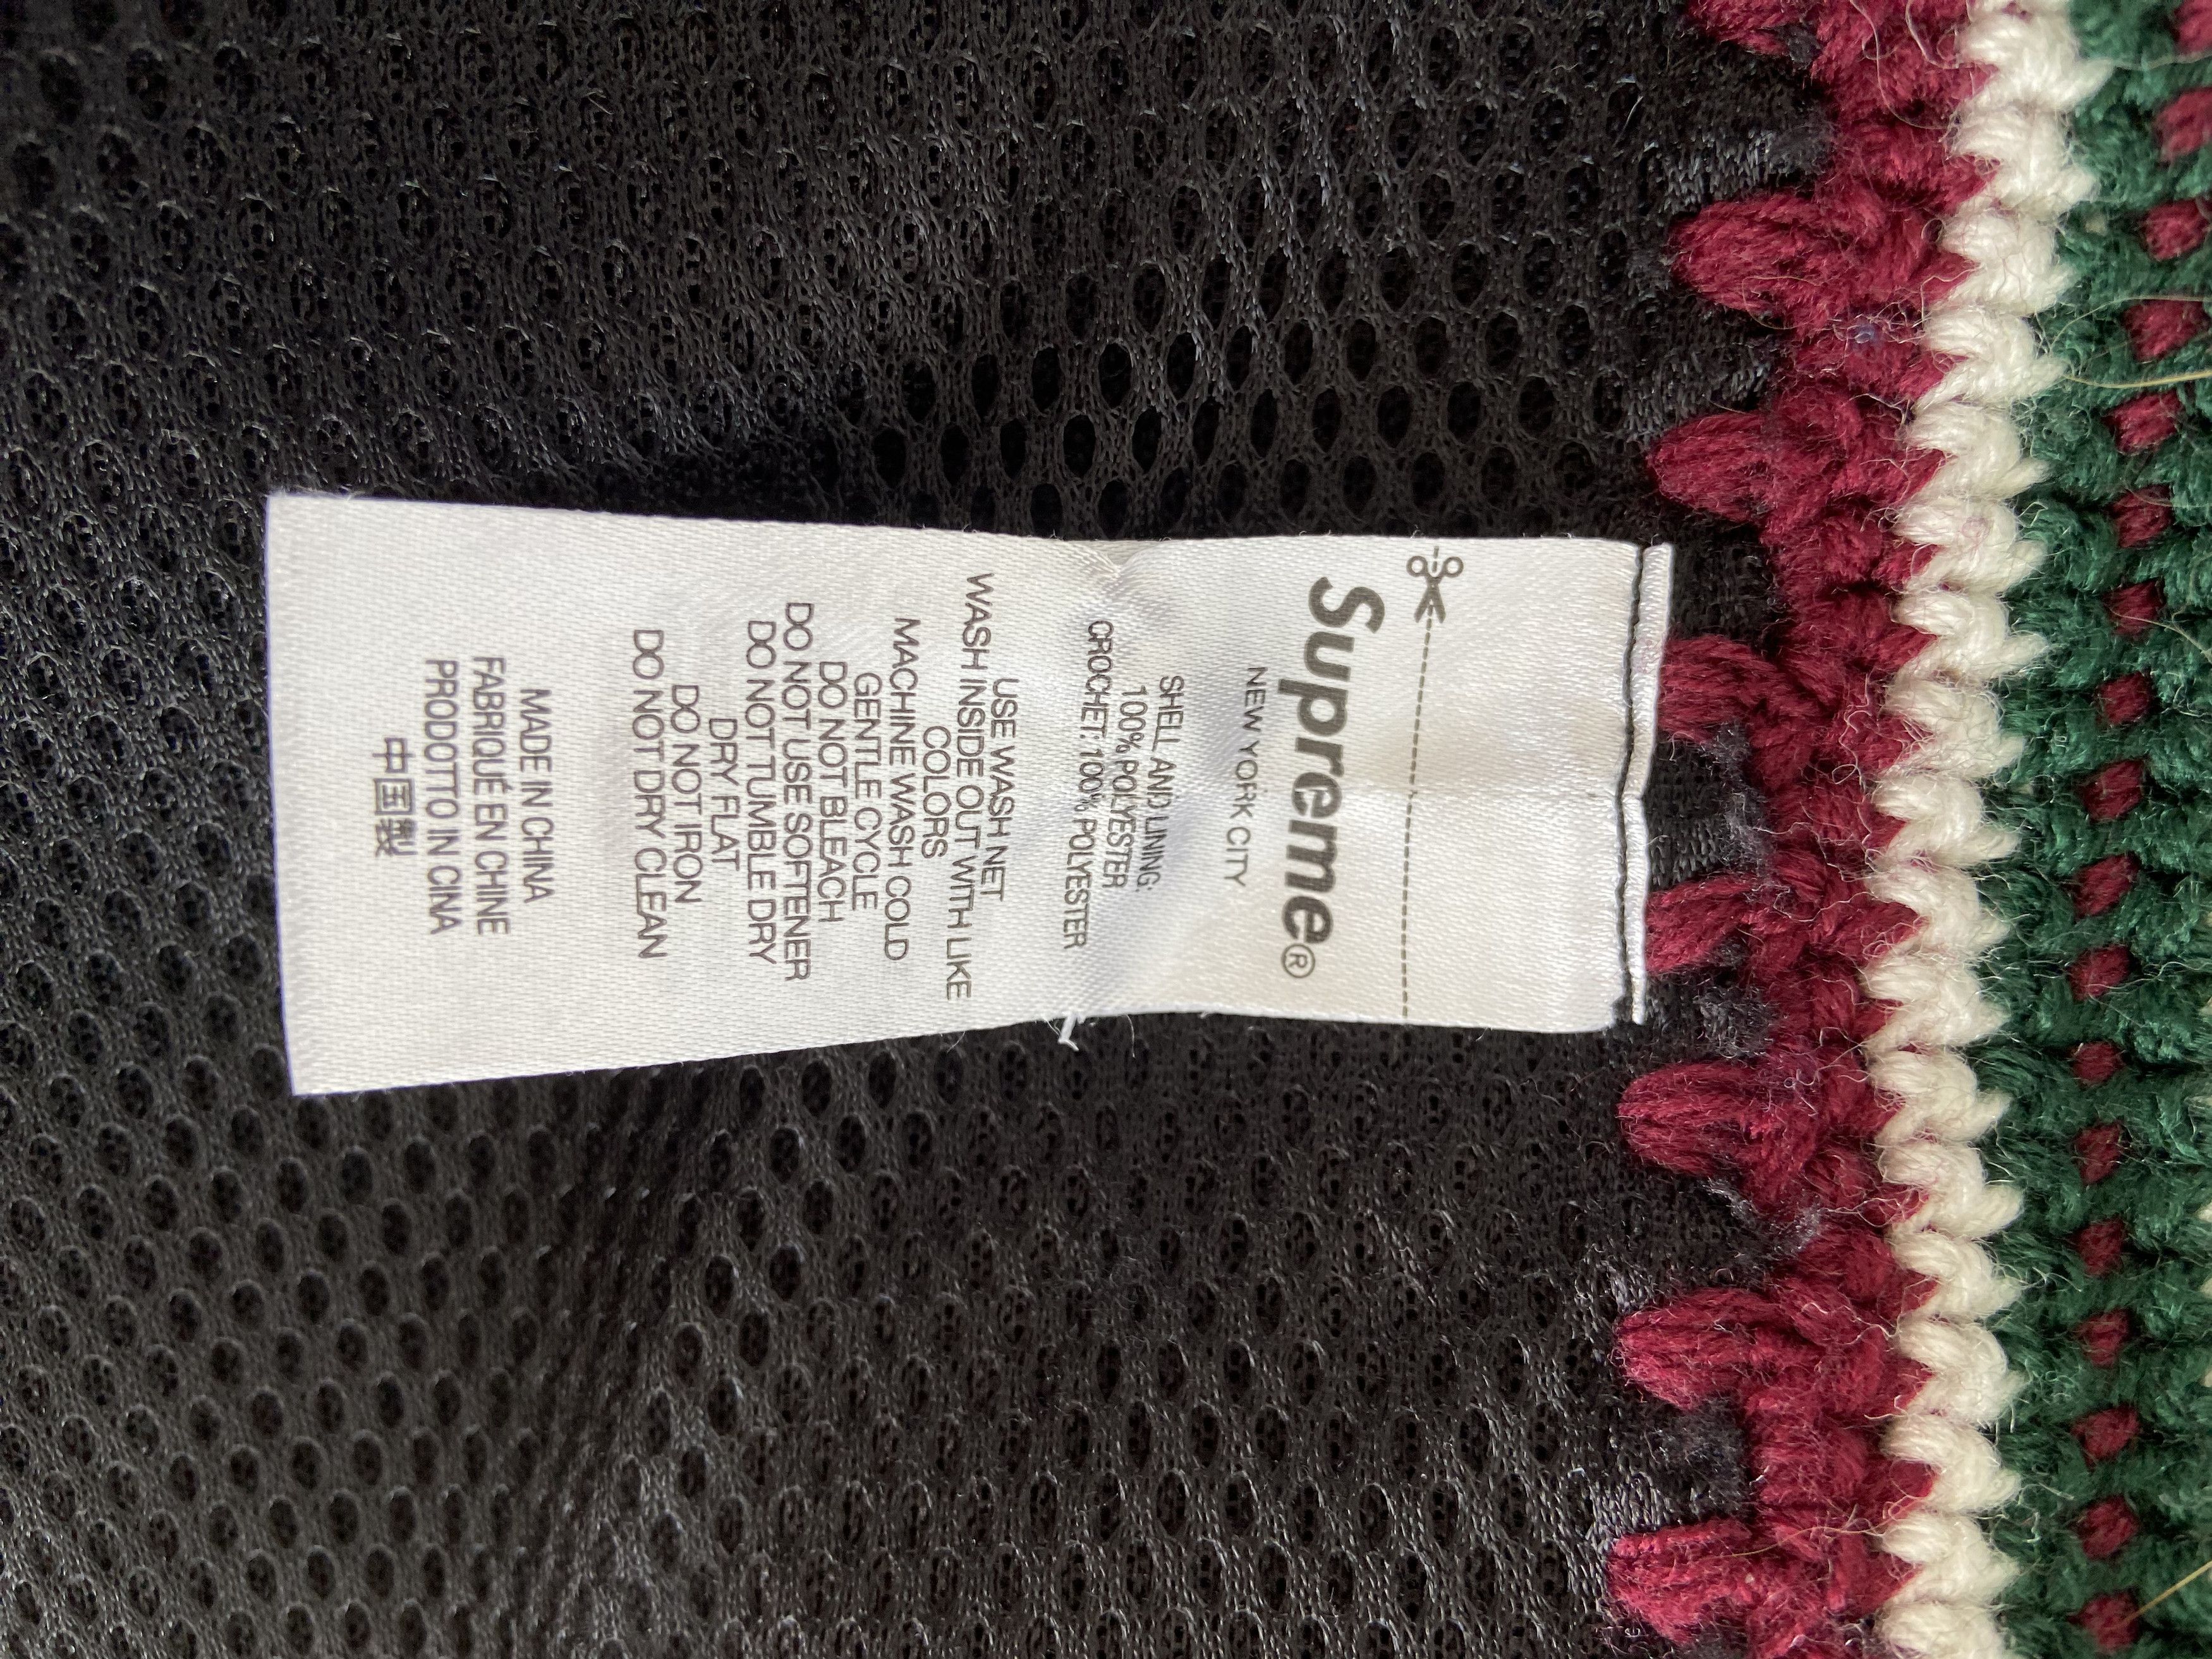 Supreme®
NEW YORK CITY
SHELL AND LINING:
100% POLYESTER
CROCHET: 100% POLYESTER
USE WASH NET
WASH INSIDE OUT WITH LIKE
COLORS
MACHINE WASH COLD
GENTLE CYCLE
DO NOT BLEACH
DO NOT USE SOFTENER
DO NOT TUMBLE DRY
DRY FLAT
DO NOT IRON
DO NOT DRY CLEAN
MADE IN CHINA
FABRIQUÉ EN CHINE
PRODOTTO IN CINA
中国製